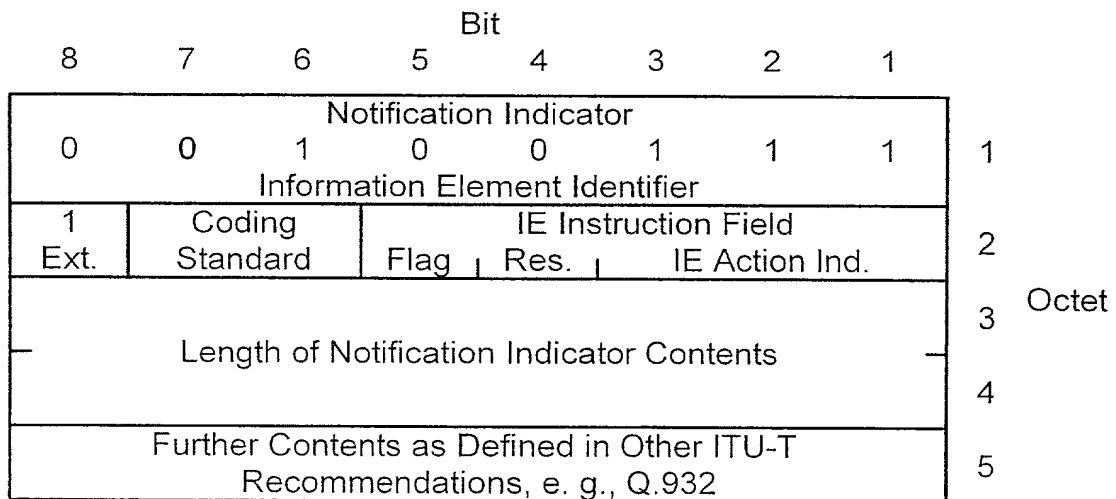 Bit
8 7 6 5 4 3 2 1
Notification Indicator
0 0 1 0 0 1 1 1 1
Information Element Identifier
1 Coding IE Instruction Field 2
Ext. Standard Flag Res. IE Action Ind.
3 Octet
Length of Notification Indicator Contents
4
Further Contents as Defined in Other ITU-T
Recommendations, e. g., Q.932 5